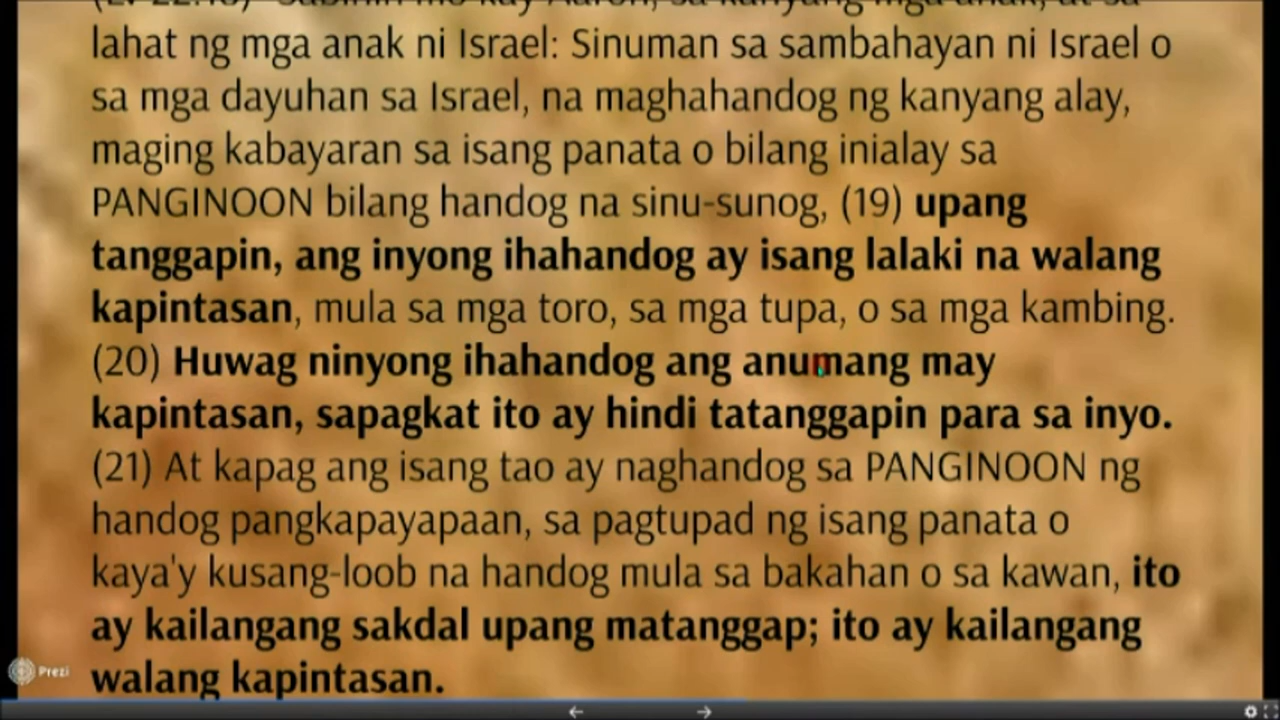 lahat ng mga anak ni Israel: Sinuman sa sambahayan ni Israel o
sa mga dayuhan sa Israel, na maghahandog ng kanyang alay,
maging kabayaran sa isang panata o bilang inialay sa
PANGINOON bilang handog na sinu-sunog, (19) upang
tanggapin, ang inyong ihahandog ay isang lalaki na walang
kapintasan, mula sa mga toro, sa mga tupa, o sa mga kambing.
(20) Huwag ninyong ihahandog ang anumang may
kapintasan, sapagkat ito ay hindi tatanggapin para sa inyo.
(21) At kapag ang isang tao ay naghandog sa PANGINOON ng
handog pangkapayapaan, sa pagtupad ng isang panata o
kaya'y kusang-loob na handog mula sa bakahan o sa kawan, ito
ay kailangang sakdal upang matanggap; ito ay kailangang
walang kapintasan.
Prezi